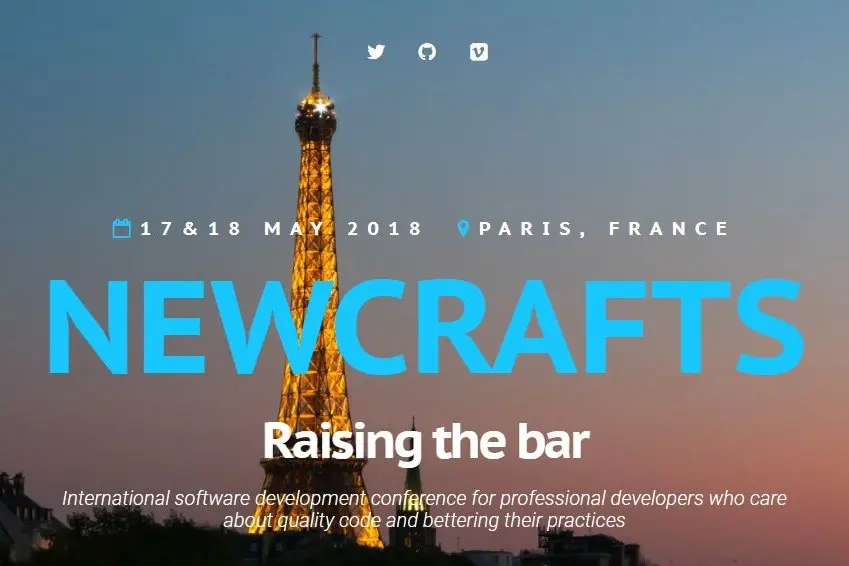 17&18 MAY 2018 PARIS, FRANCE
NEWCRAFTS
Raising the bar
International software development conference for professional developers who care
about quality code and bettering their practices